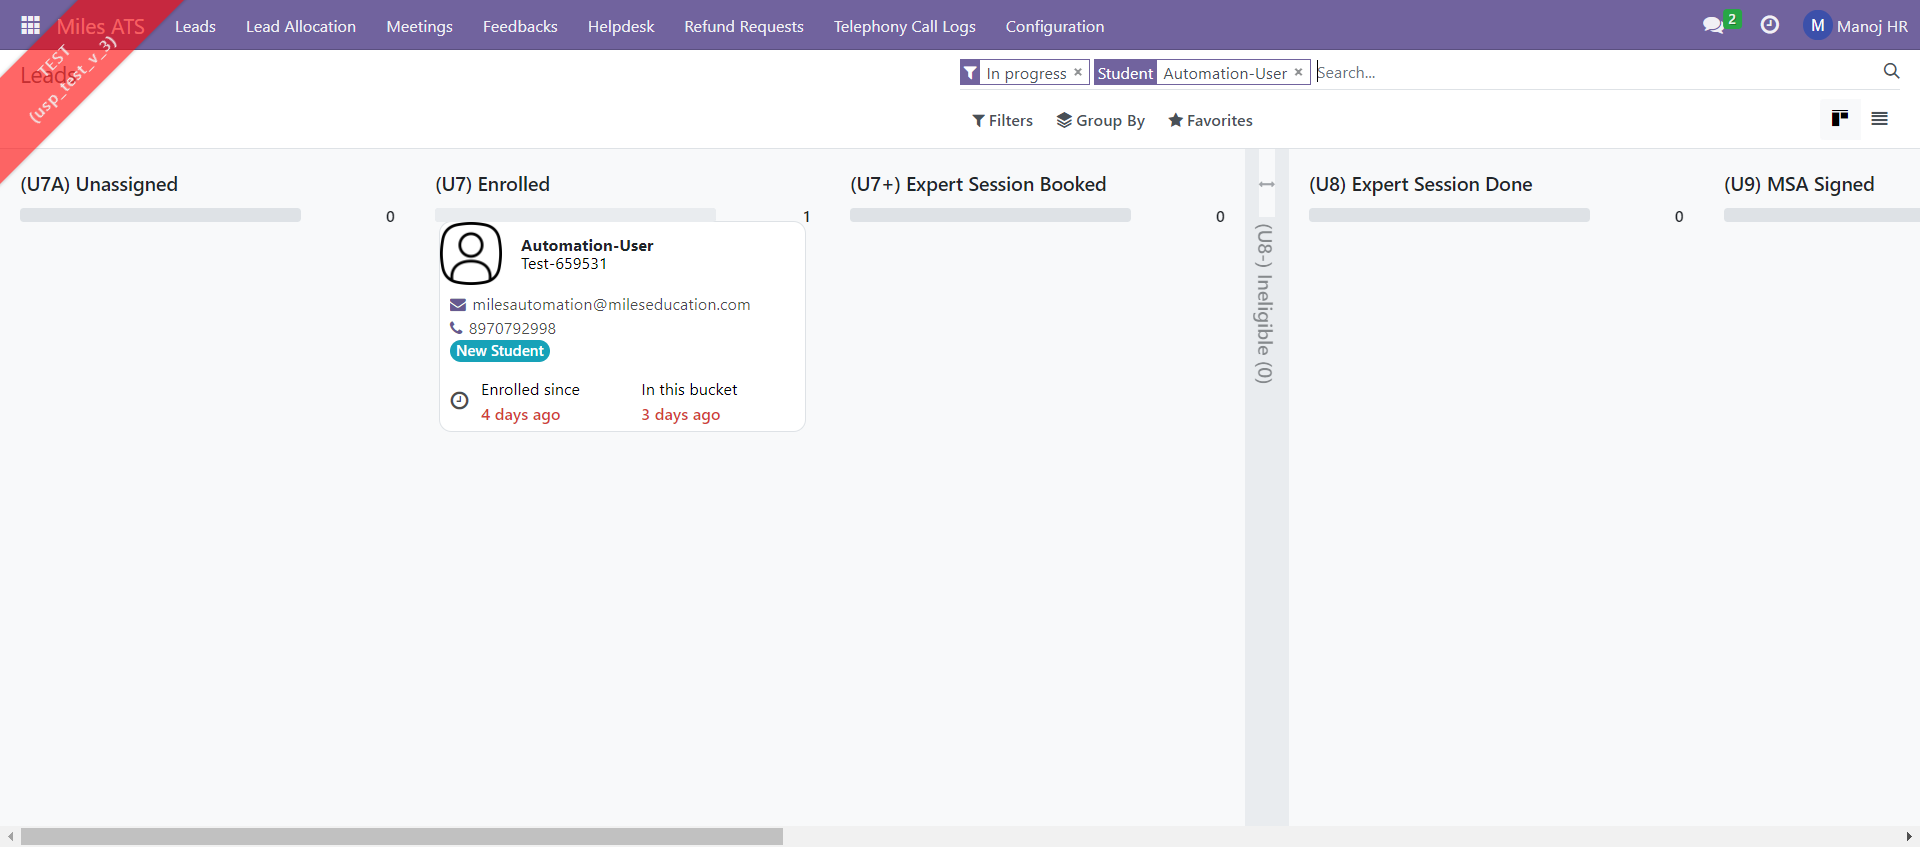 Miles ATS Leads Lead Allocation Meetings Feedbacks Helpdesk Refund Requests Telephony Call Logs Configuration 2 M Manoj HR
TEST
(usp_test_v_3)
Leads
In progress × Student Automation-User × Search...
Filters Group By Favorites
(U7A) Unassigned
0
(U7) Enrolled
1
Automation-User
Test-659531
milesautomation@mileseducation.com
8970792998
New Student
Enrolled since In this bucket
4 days ago 3 days ago
(U7+) Expert Session Booked
0
(U8-) Ineligible (0)
(U8) Expert Session Done
0
(U9) MSA Signed